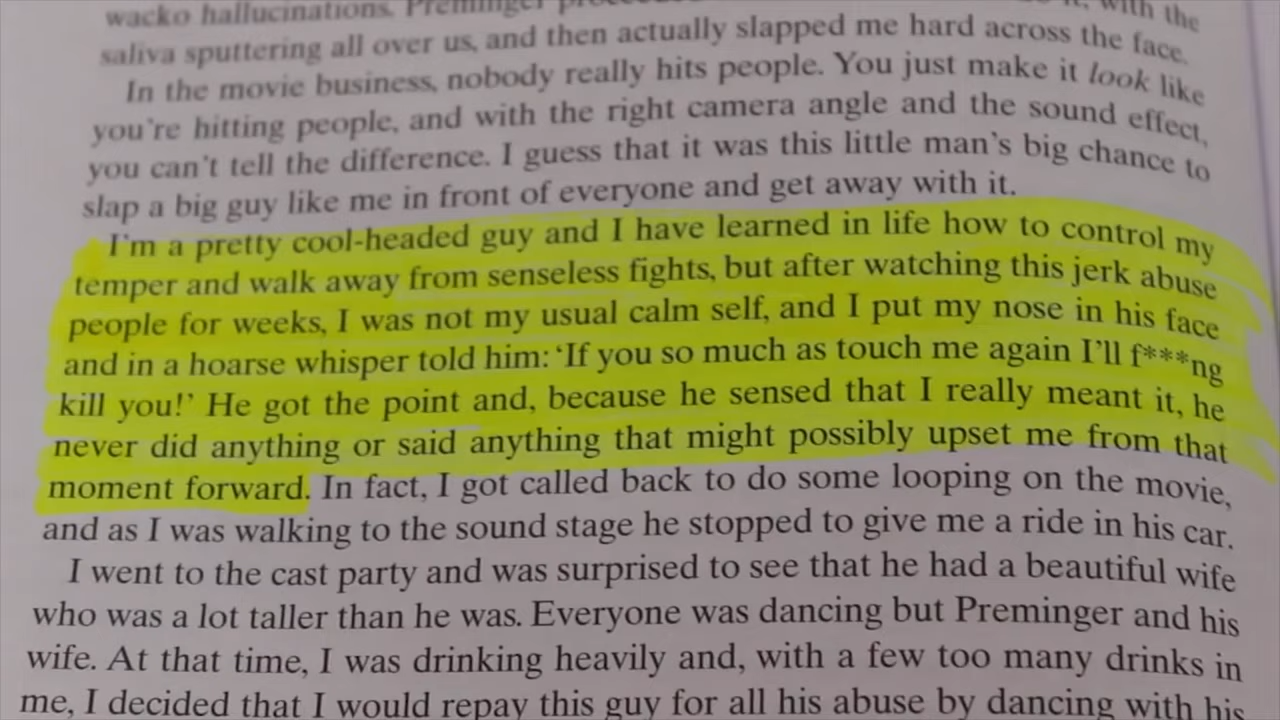 wacko hallucinations. Preminger with the
saliva sputtering all over us, and then actually slapped me hard across the face.
In the movie business, nobody really hits people. You just make it look like
you're hitting people, and with the right camera angle and the sound effect,
you can't tell the difference. I guess that it was this little man's big chance to
slap a big guy like me in front of everyone and get away with it.
I'm a pretty cool-headed guy and I have learned in life how to control my
temper and walk away from senseless fights, but after watching this jerk abuse
people for weeks, I was not my usual calm self, and I put my nose in his face
and in a hoarse whisper told him: 'If you so much as touch me again I'll f***ng
kill you!' He got the point and, because he sensed that I really meant it, he
never did anything or said anything that might possibly upset me from that
moment forward. In fact, I got called back to do some looping on the movie,
and as I was walking to the sound stage he stopped to give me a ride in his car.
I went to the cast party and was surprised to see that he had a beautiful wife
who was a lot taller than he was. Everyone was dancing but Preminger and his
wife. At that time, I was drinking heavily and, with a few too many drinks in
me, I decided that I would repay this guy for all his abuse by dancing with his